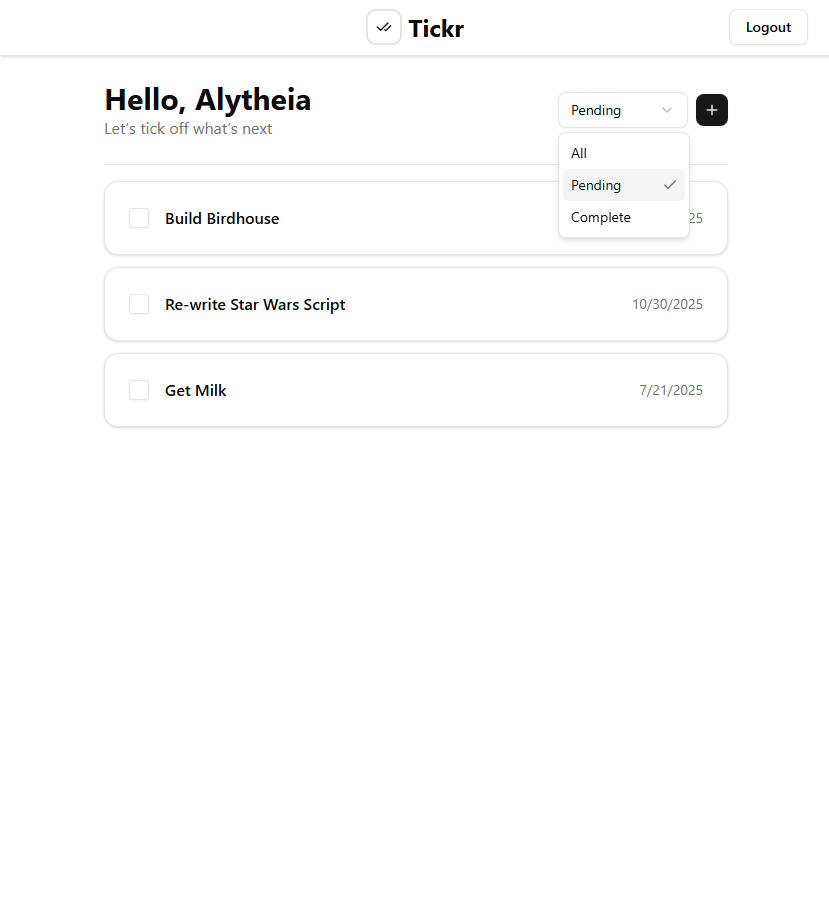 Tickr
Logout
Hello, Alytheia
Let's tick off what's next
Pending
All
Pending
Complete
Build Birdhouse
25
Re-write Star Wars Script
10/30/2025
Get Milk
7/21/2025